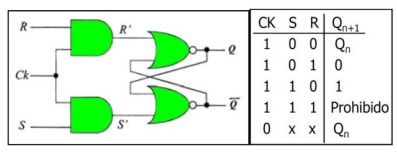 R
R'
Q
Ck
Q̅
S
S'
CK S R Qn+1
1 0 0 Qn
1 0 1 0
1 1 0 1
1 1 1 Prohibido
0 x x Qn